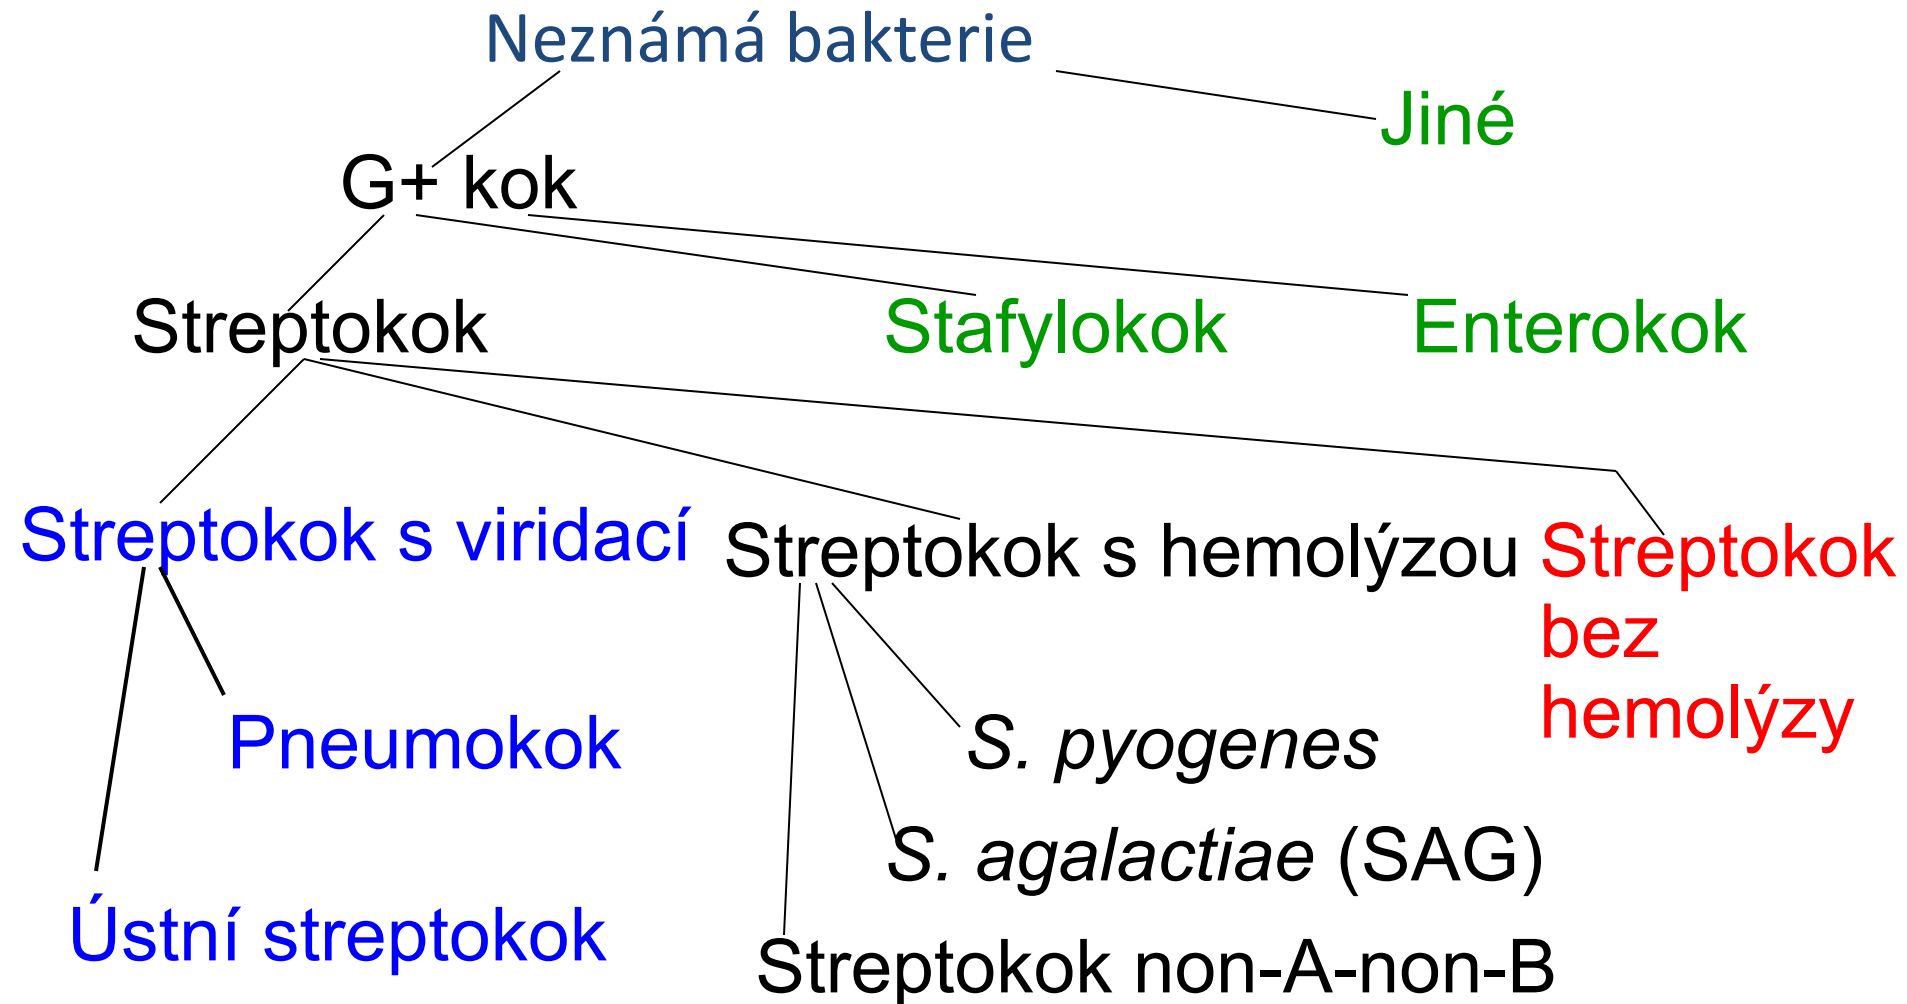 Neznámá bakterie
Jiné
G+ kok
Streptokok
Stafylokok
Enterokok
Streptokok s viridací
Streptokok s hemolýzou
Streptokok
bez
hemolýzy
Pneumokok
S. pyogenes
S. agalactiae (SAG)
Ústní streptokok
Streptokok non-A-non-B